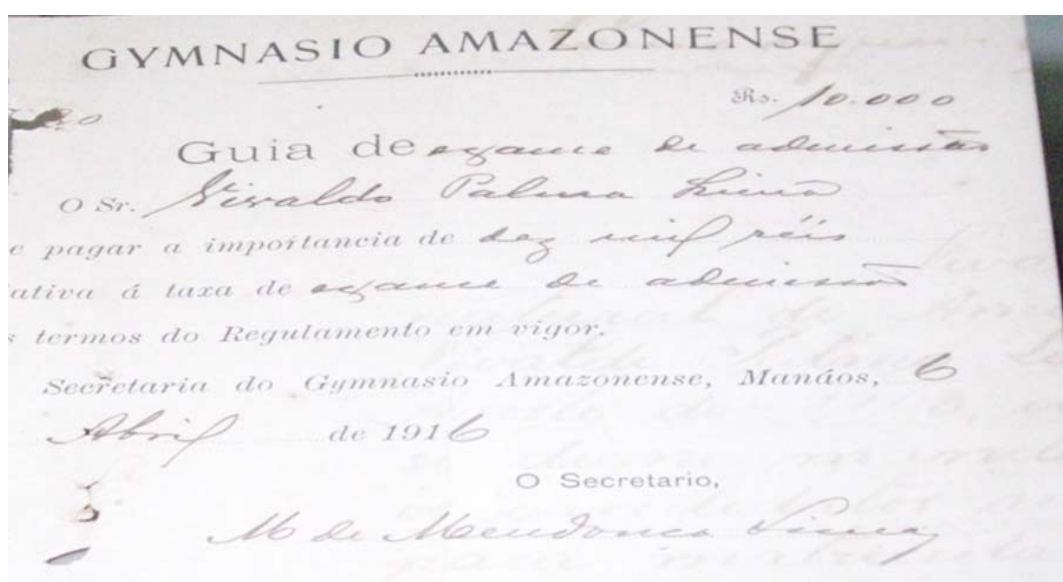 GYMNASIO AMAZONENSE
Rs. 10.000
Guia de exame de admissão
O Sr. Nivaldo Palma Lima
e pagar a importancia de dez mil réis
ativa á taxa de exame de admissão
s termos do Regulamento em vigor.
Secretaria do Gymnasio Amazonense, Manáos, 6
Abril de 1916
O Secretario,
M de Mendonca Lima